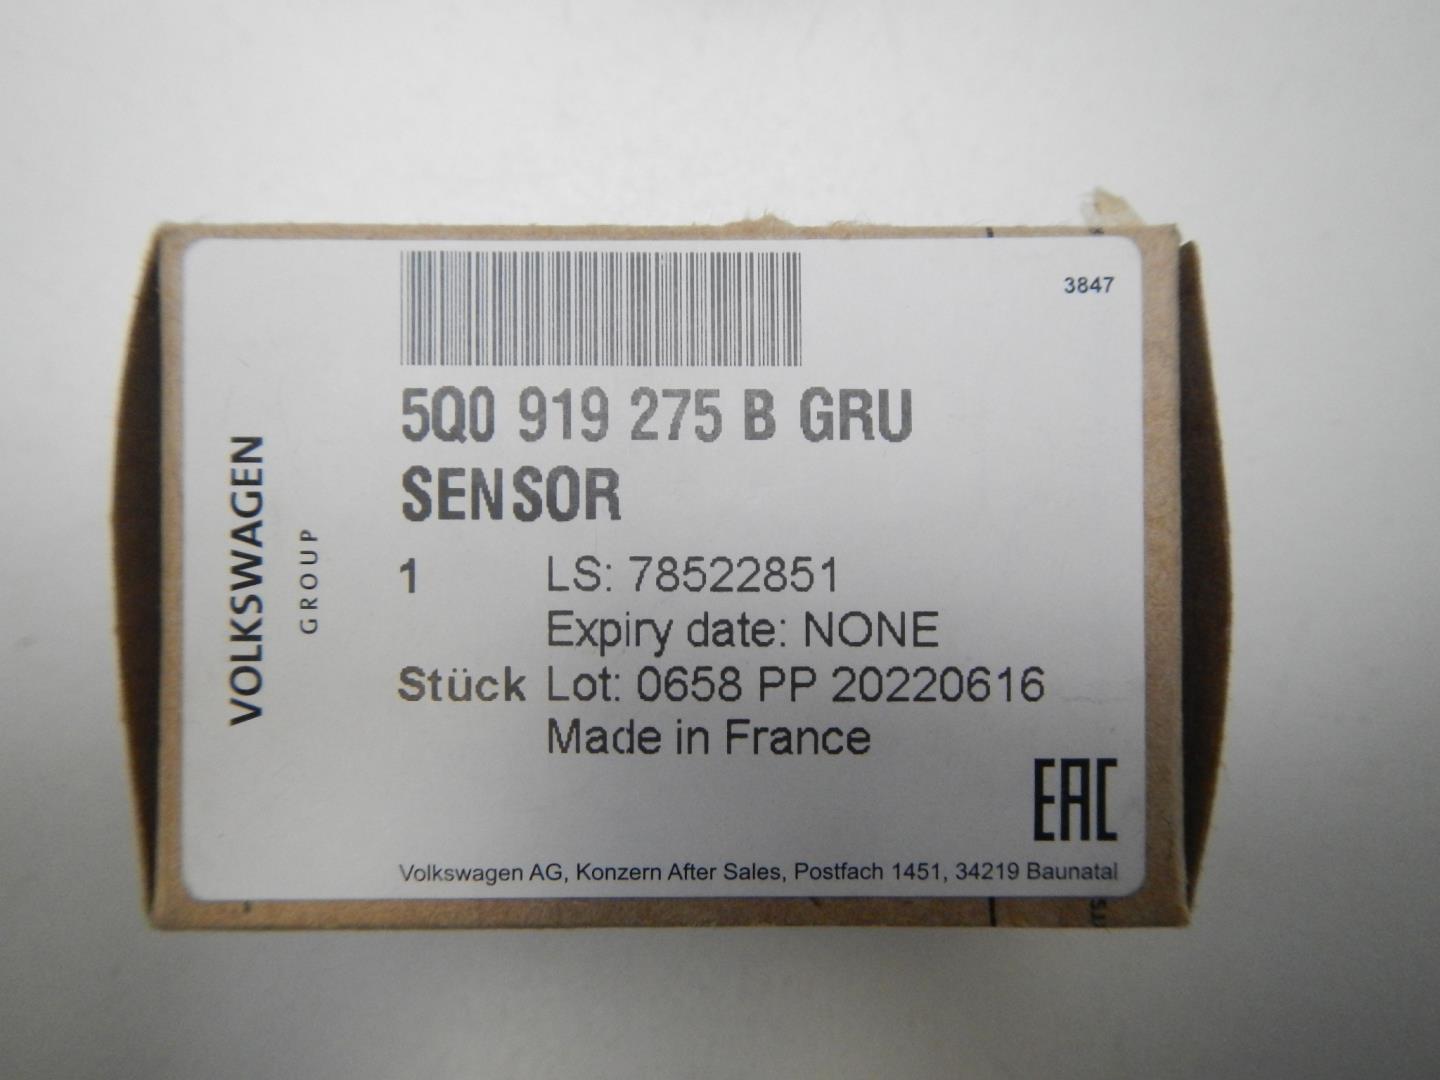 3847
5Q0 919 275 B GRU
SENSOR
1 LS: 78522851
Expiry date: NONE
Stück Lot: 0658 PP 20220616
Made in France
EAC
Volkswagen AG, Konzern After Sales, Postfach 1451, 34219 Baunatal
VOLKSWAGEN
GROUP